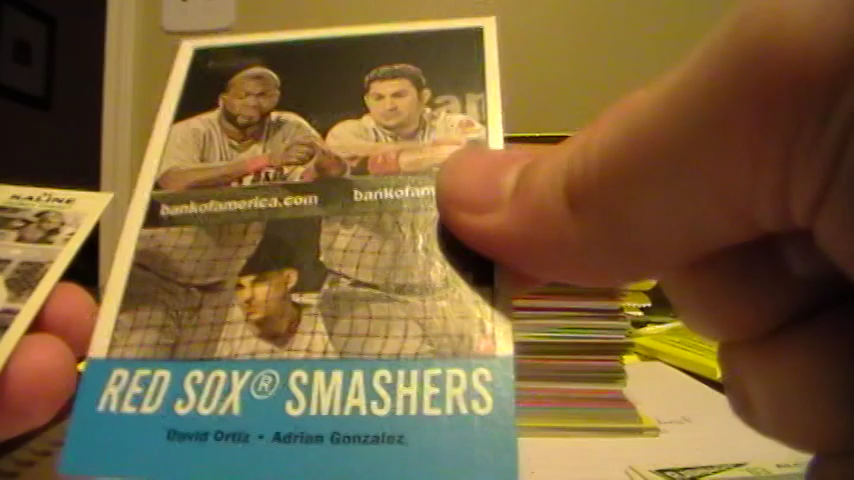 KALINE
bankofamerica.com bankofam
RED SOX® SMASHERS
David Ortiz • Adrian Gonzalez